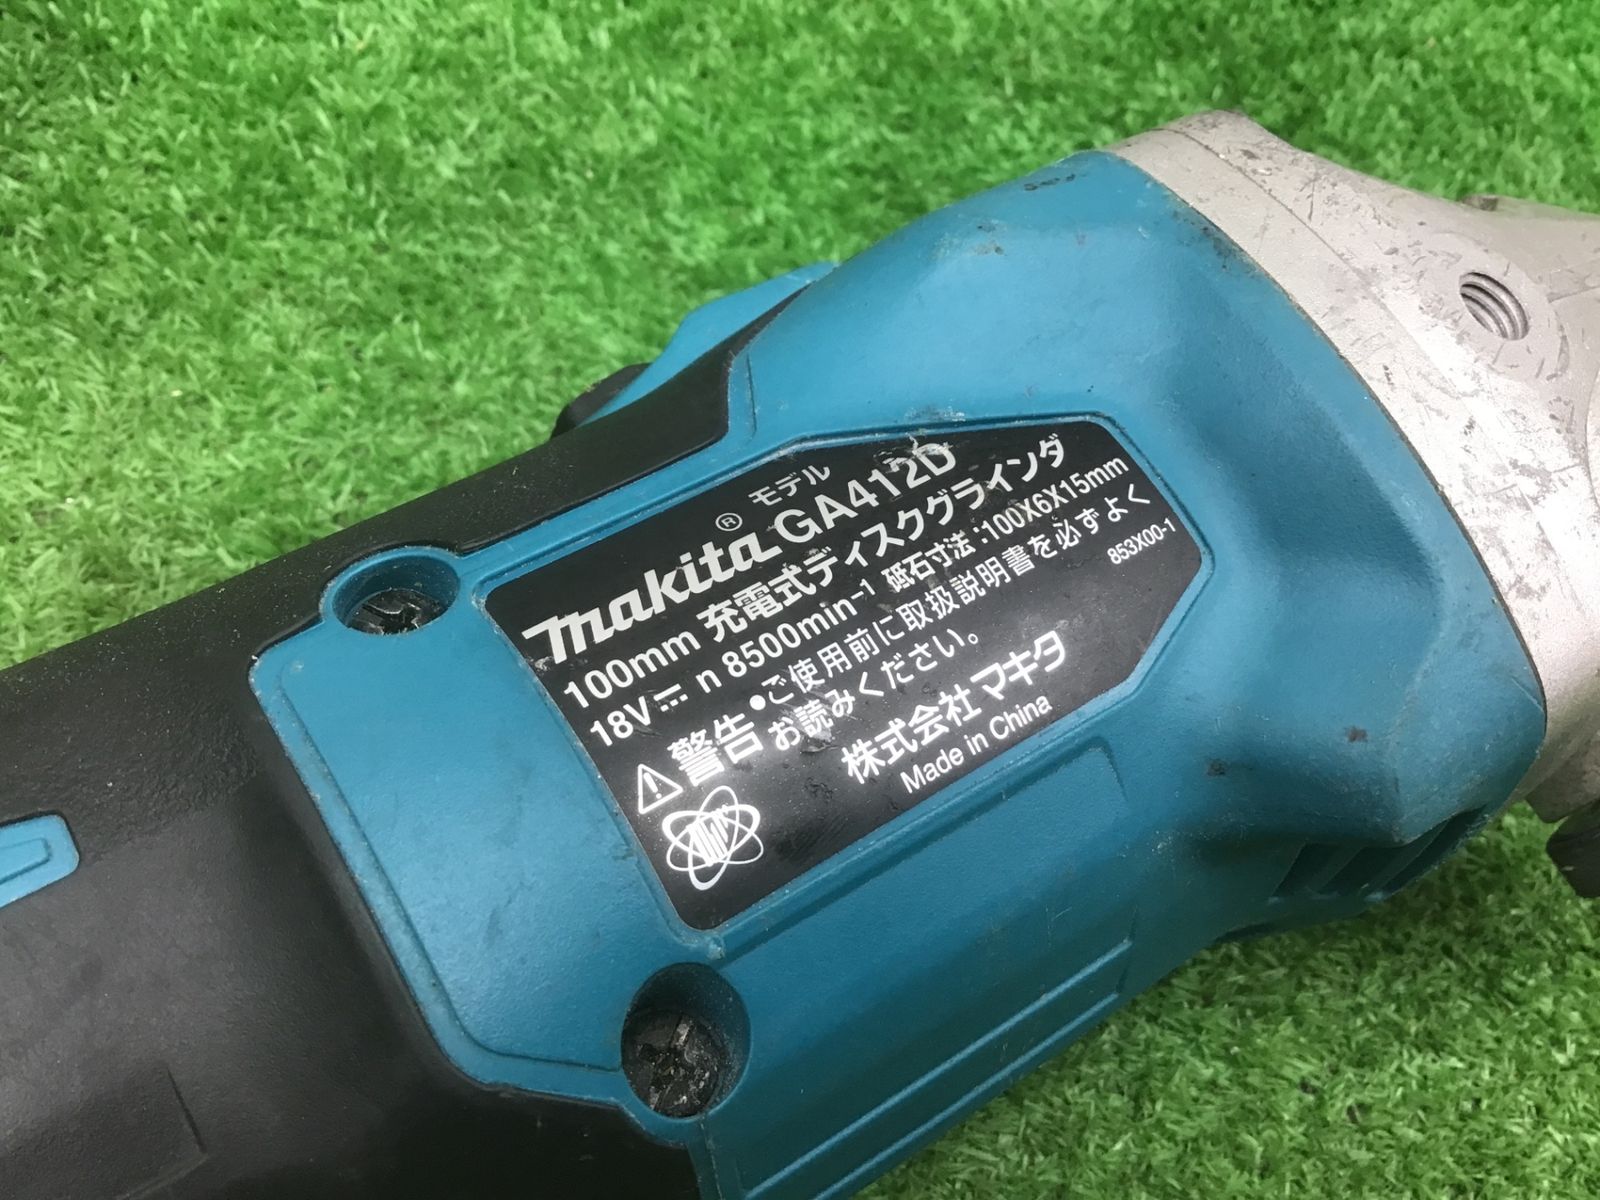 モデル
makita® GA412D
100mm 充電式ディスクグラインダ
18V n 8500min-1 砥石寸法:100X6X15mm
警告 ●ご使用前に取扱説明書を必ずよく
お読みください。
853X00-1
株式会社マキタ
Made in China